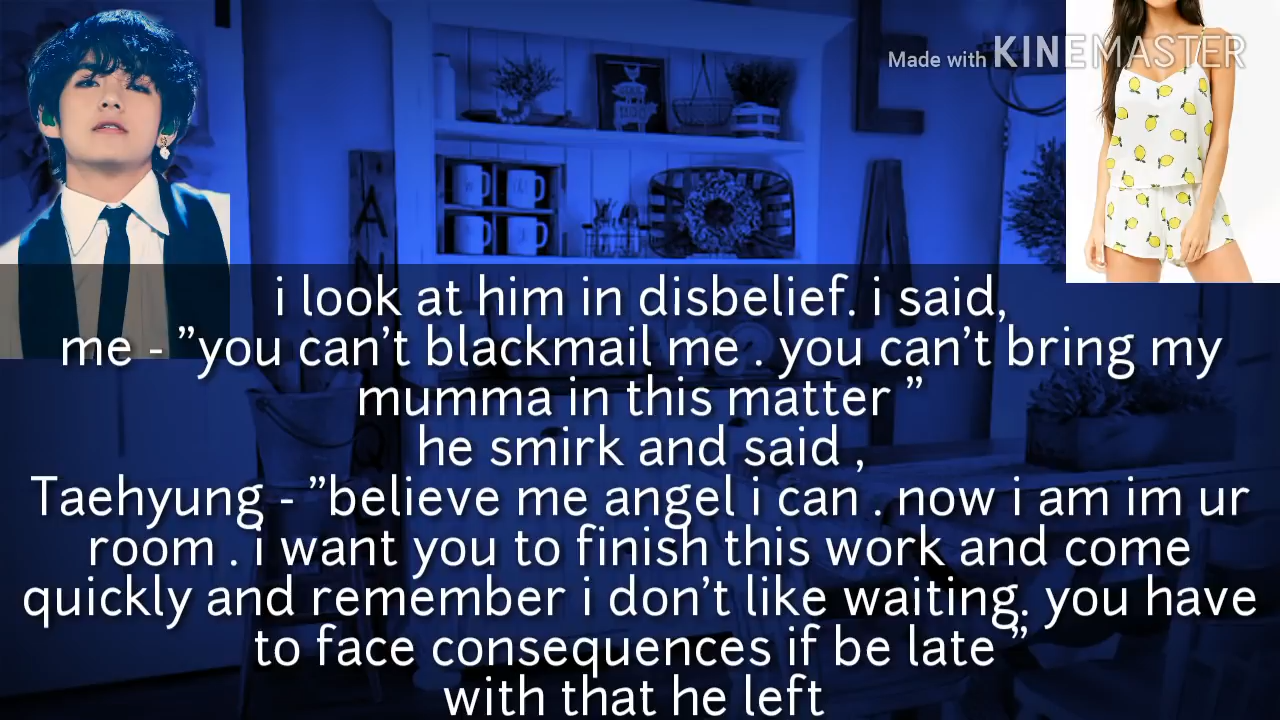 Made with KINEMASTER
i look at him in disbelief. i said,
me - ”you can’t blackmail me . you can’t bring my
mumma in this matter ”
he smirk and said ,
Taehyung - ”believe me angel i can . now i am im ur
room . i want you to finish this work and come
quickly and remember i don’t like waiting. you have
to face consequences if be late ”
with that he left